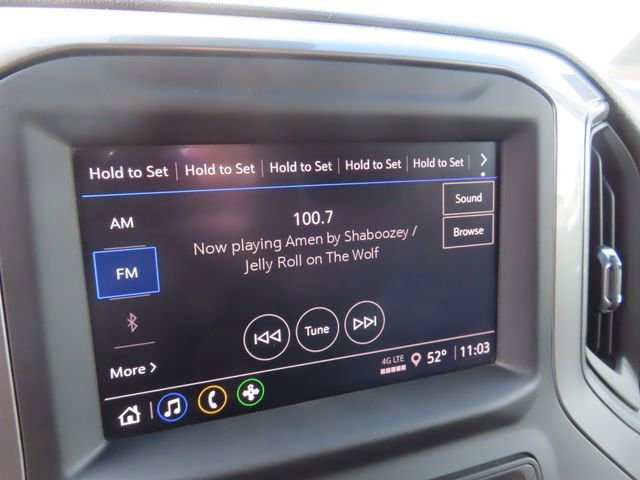 Hold to Set Hold to Set Hold to Set Hold to Set Hold to Set
AM
100.7
Sound
Now playing Amen by Shaboozey /
Jelly Roll on The Wolf
Browse
FM
Tune
More
4G LTE
52° 11:03